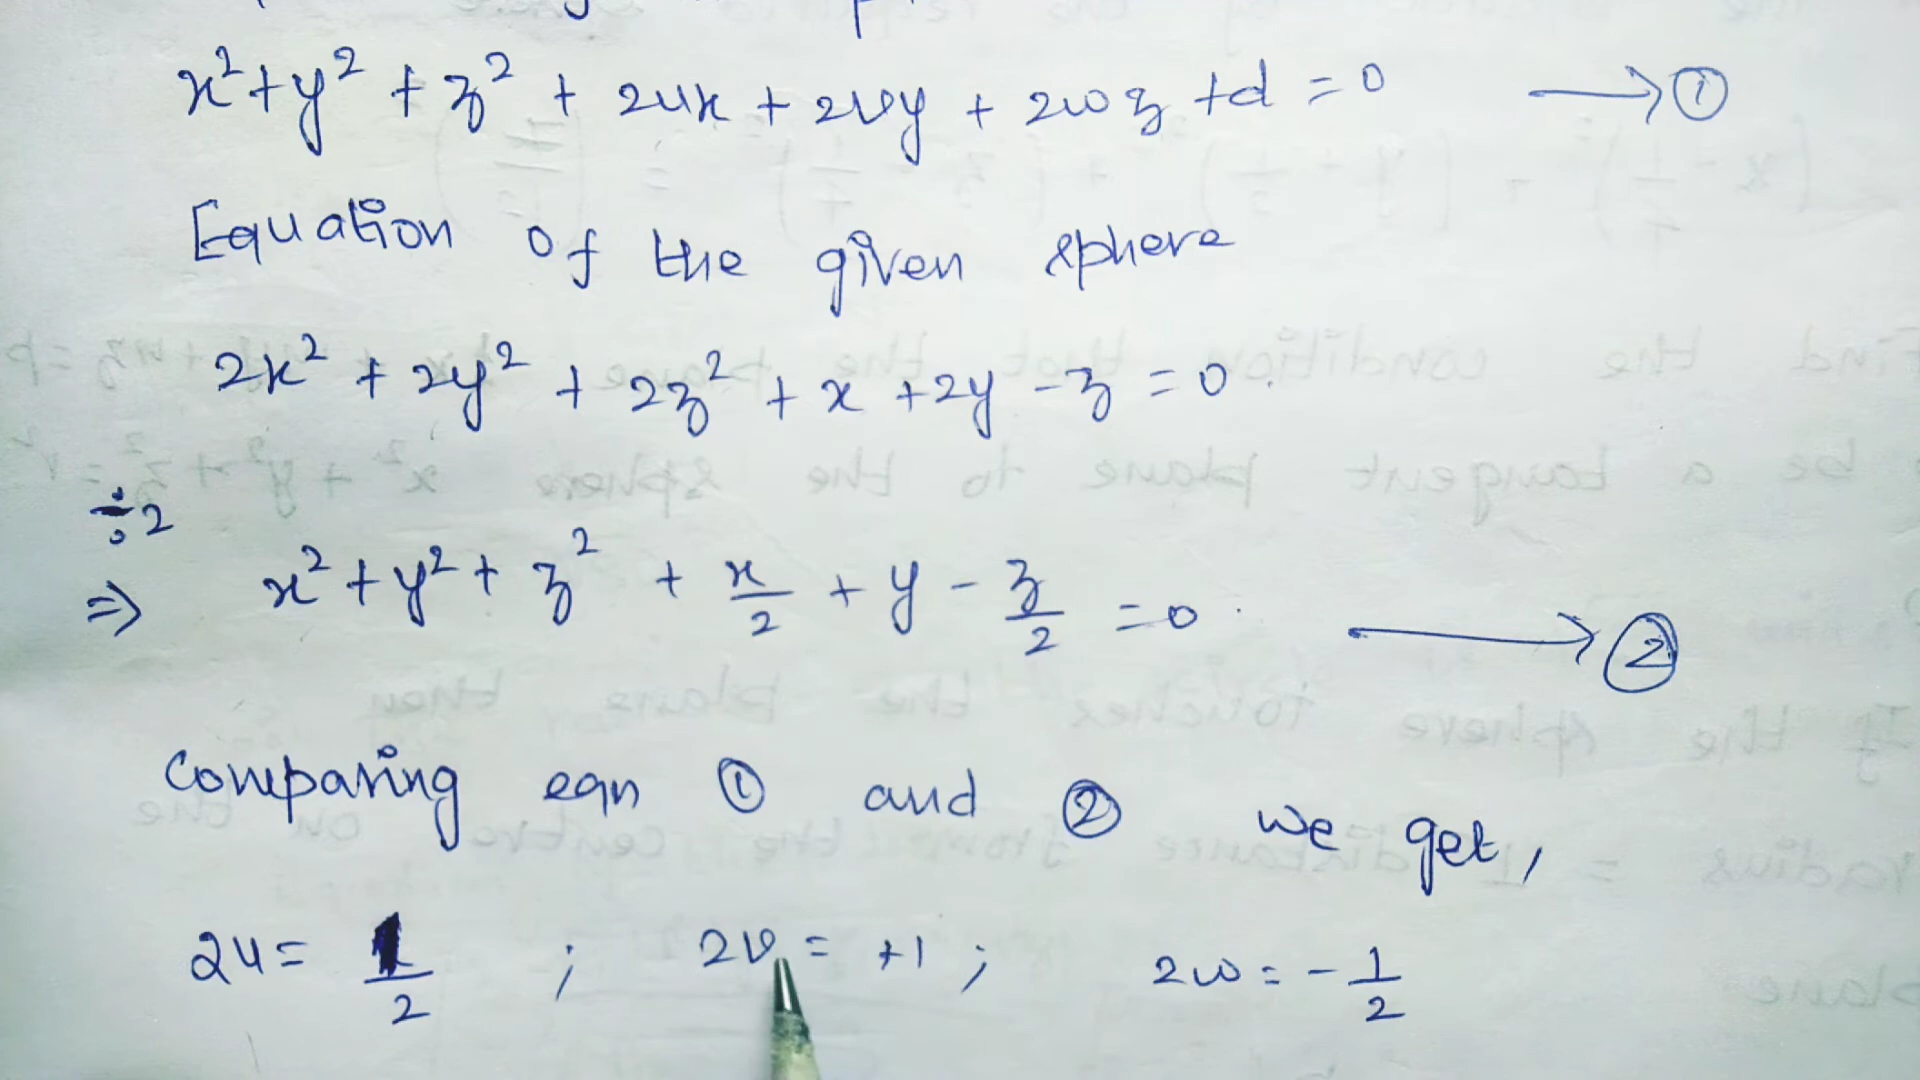 x² + y² + z² + 2ux + 2vy + 2wz + d = 0 → ①
Equation of the given sphere
2x² + 2y² + 2z² + x + 2y - z = 0.
÷2
⇒ x² + y² + z² + x/2 + y - z/2 = 0. → ②
Comparing eqn ① and ② we get,
2u = 1/2 ; 2v = +1 ; 2w = -1/2